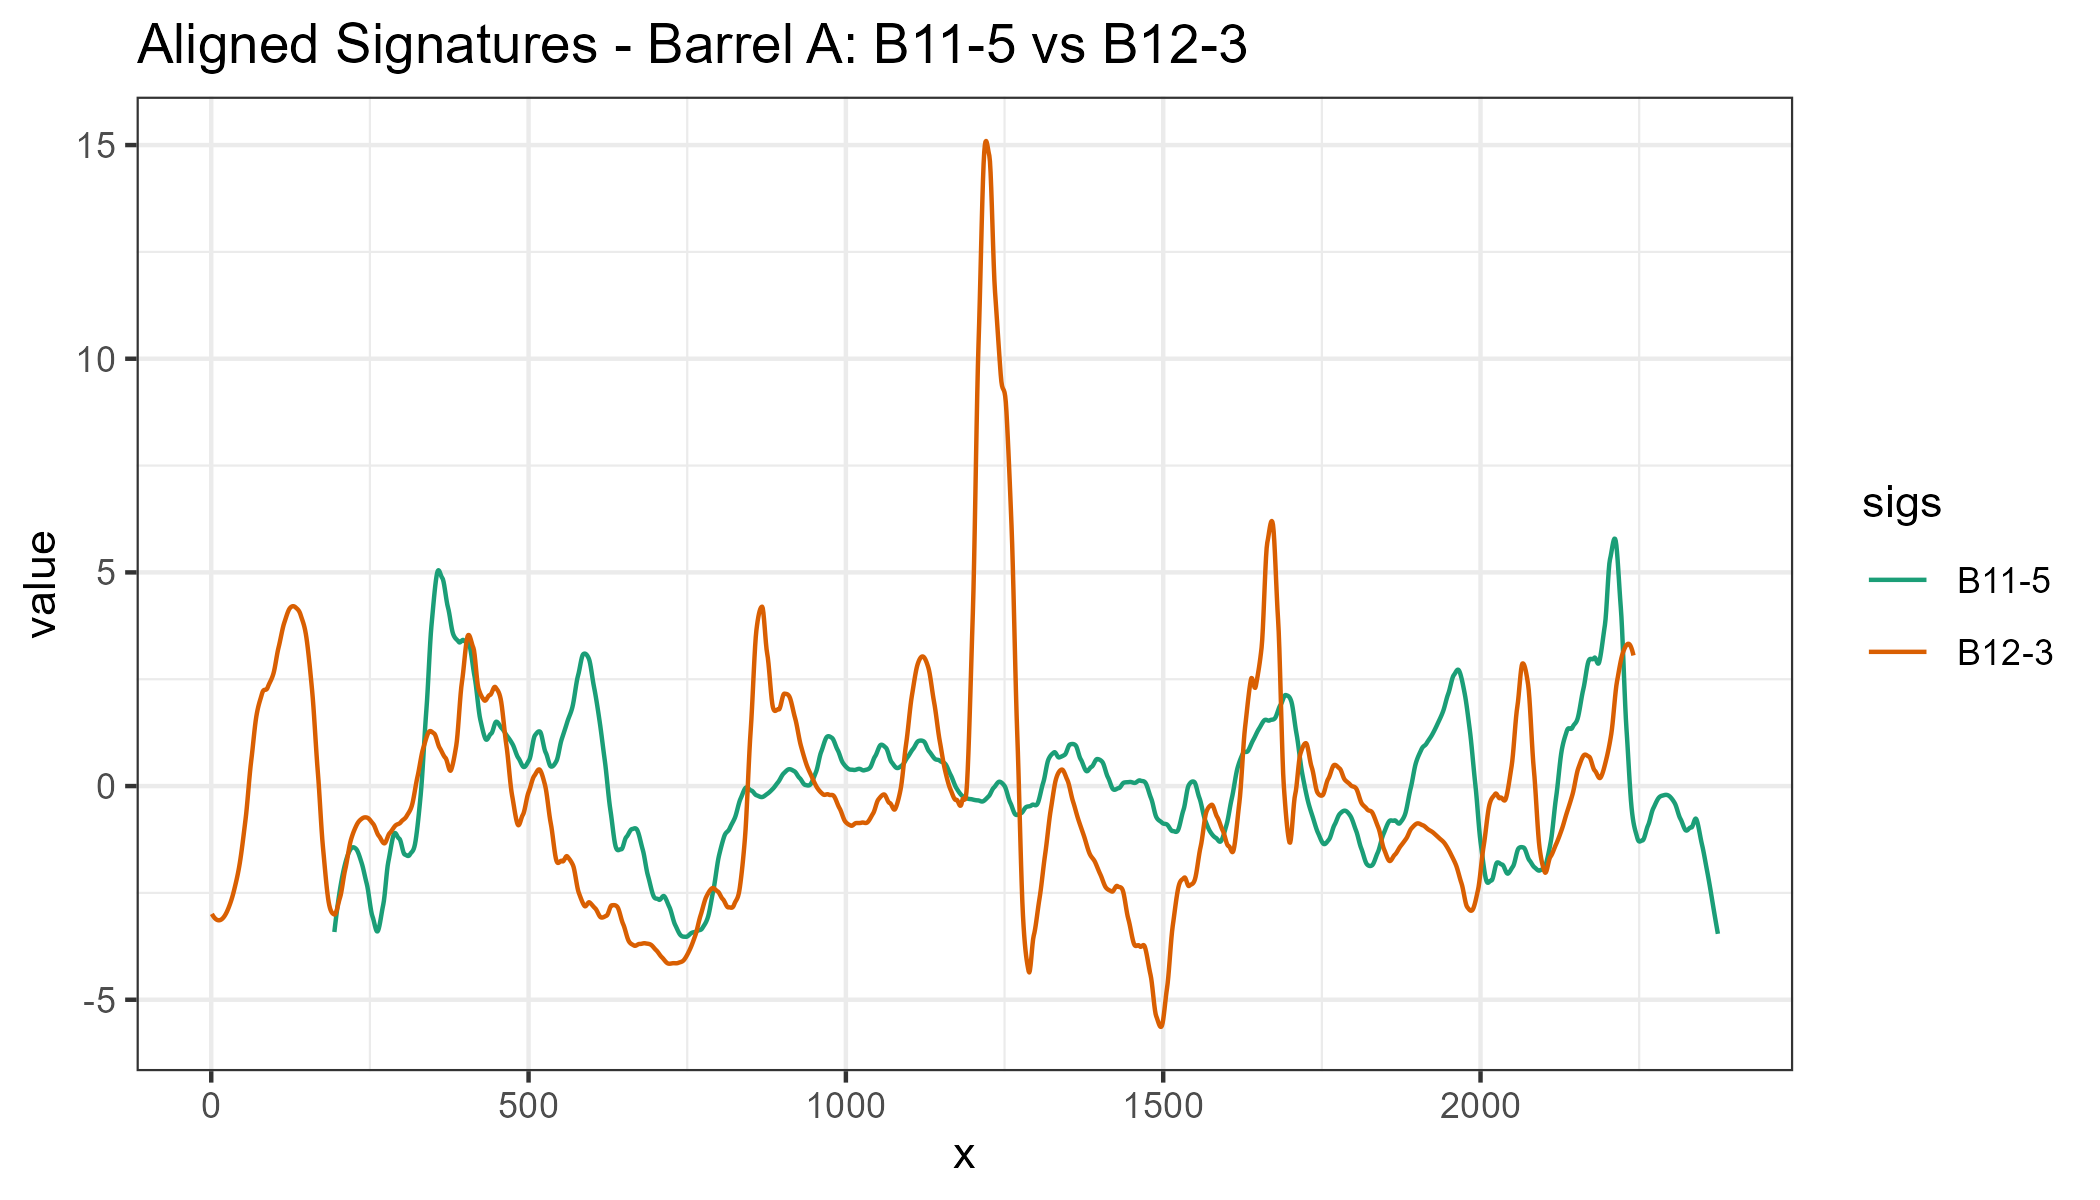 Aligned Signatures - Barrel A: B11-5 vs B12-3
15
10
5
0
-5
value
0 500 1000 1500 2000
x
sigs
B11-5
B12-3